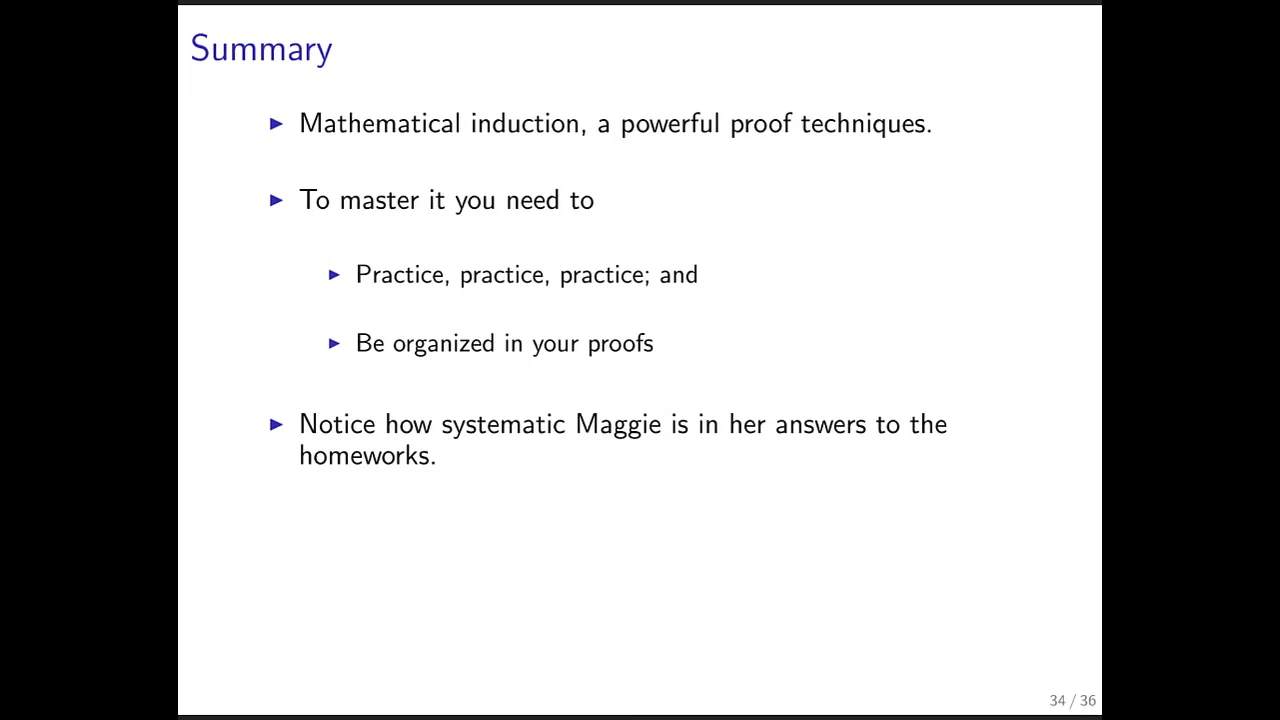 Summary
Mathematical induction, a powerful proof techniques.
To master it you need to
Practice, practice, practice; and
Be organized in your proofs
Notice how systematic Maggie is in her answers to the
homeworks.
34 / 36